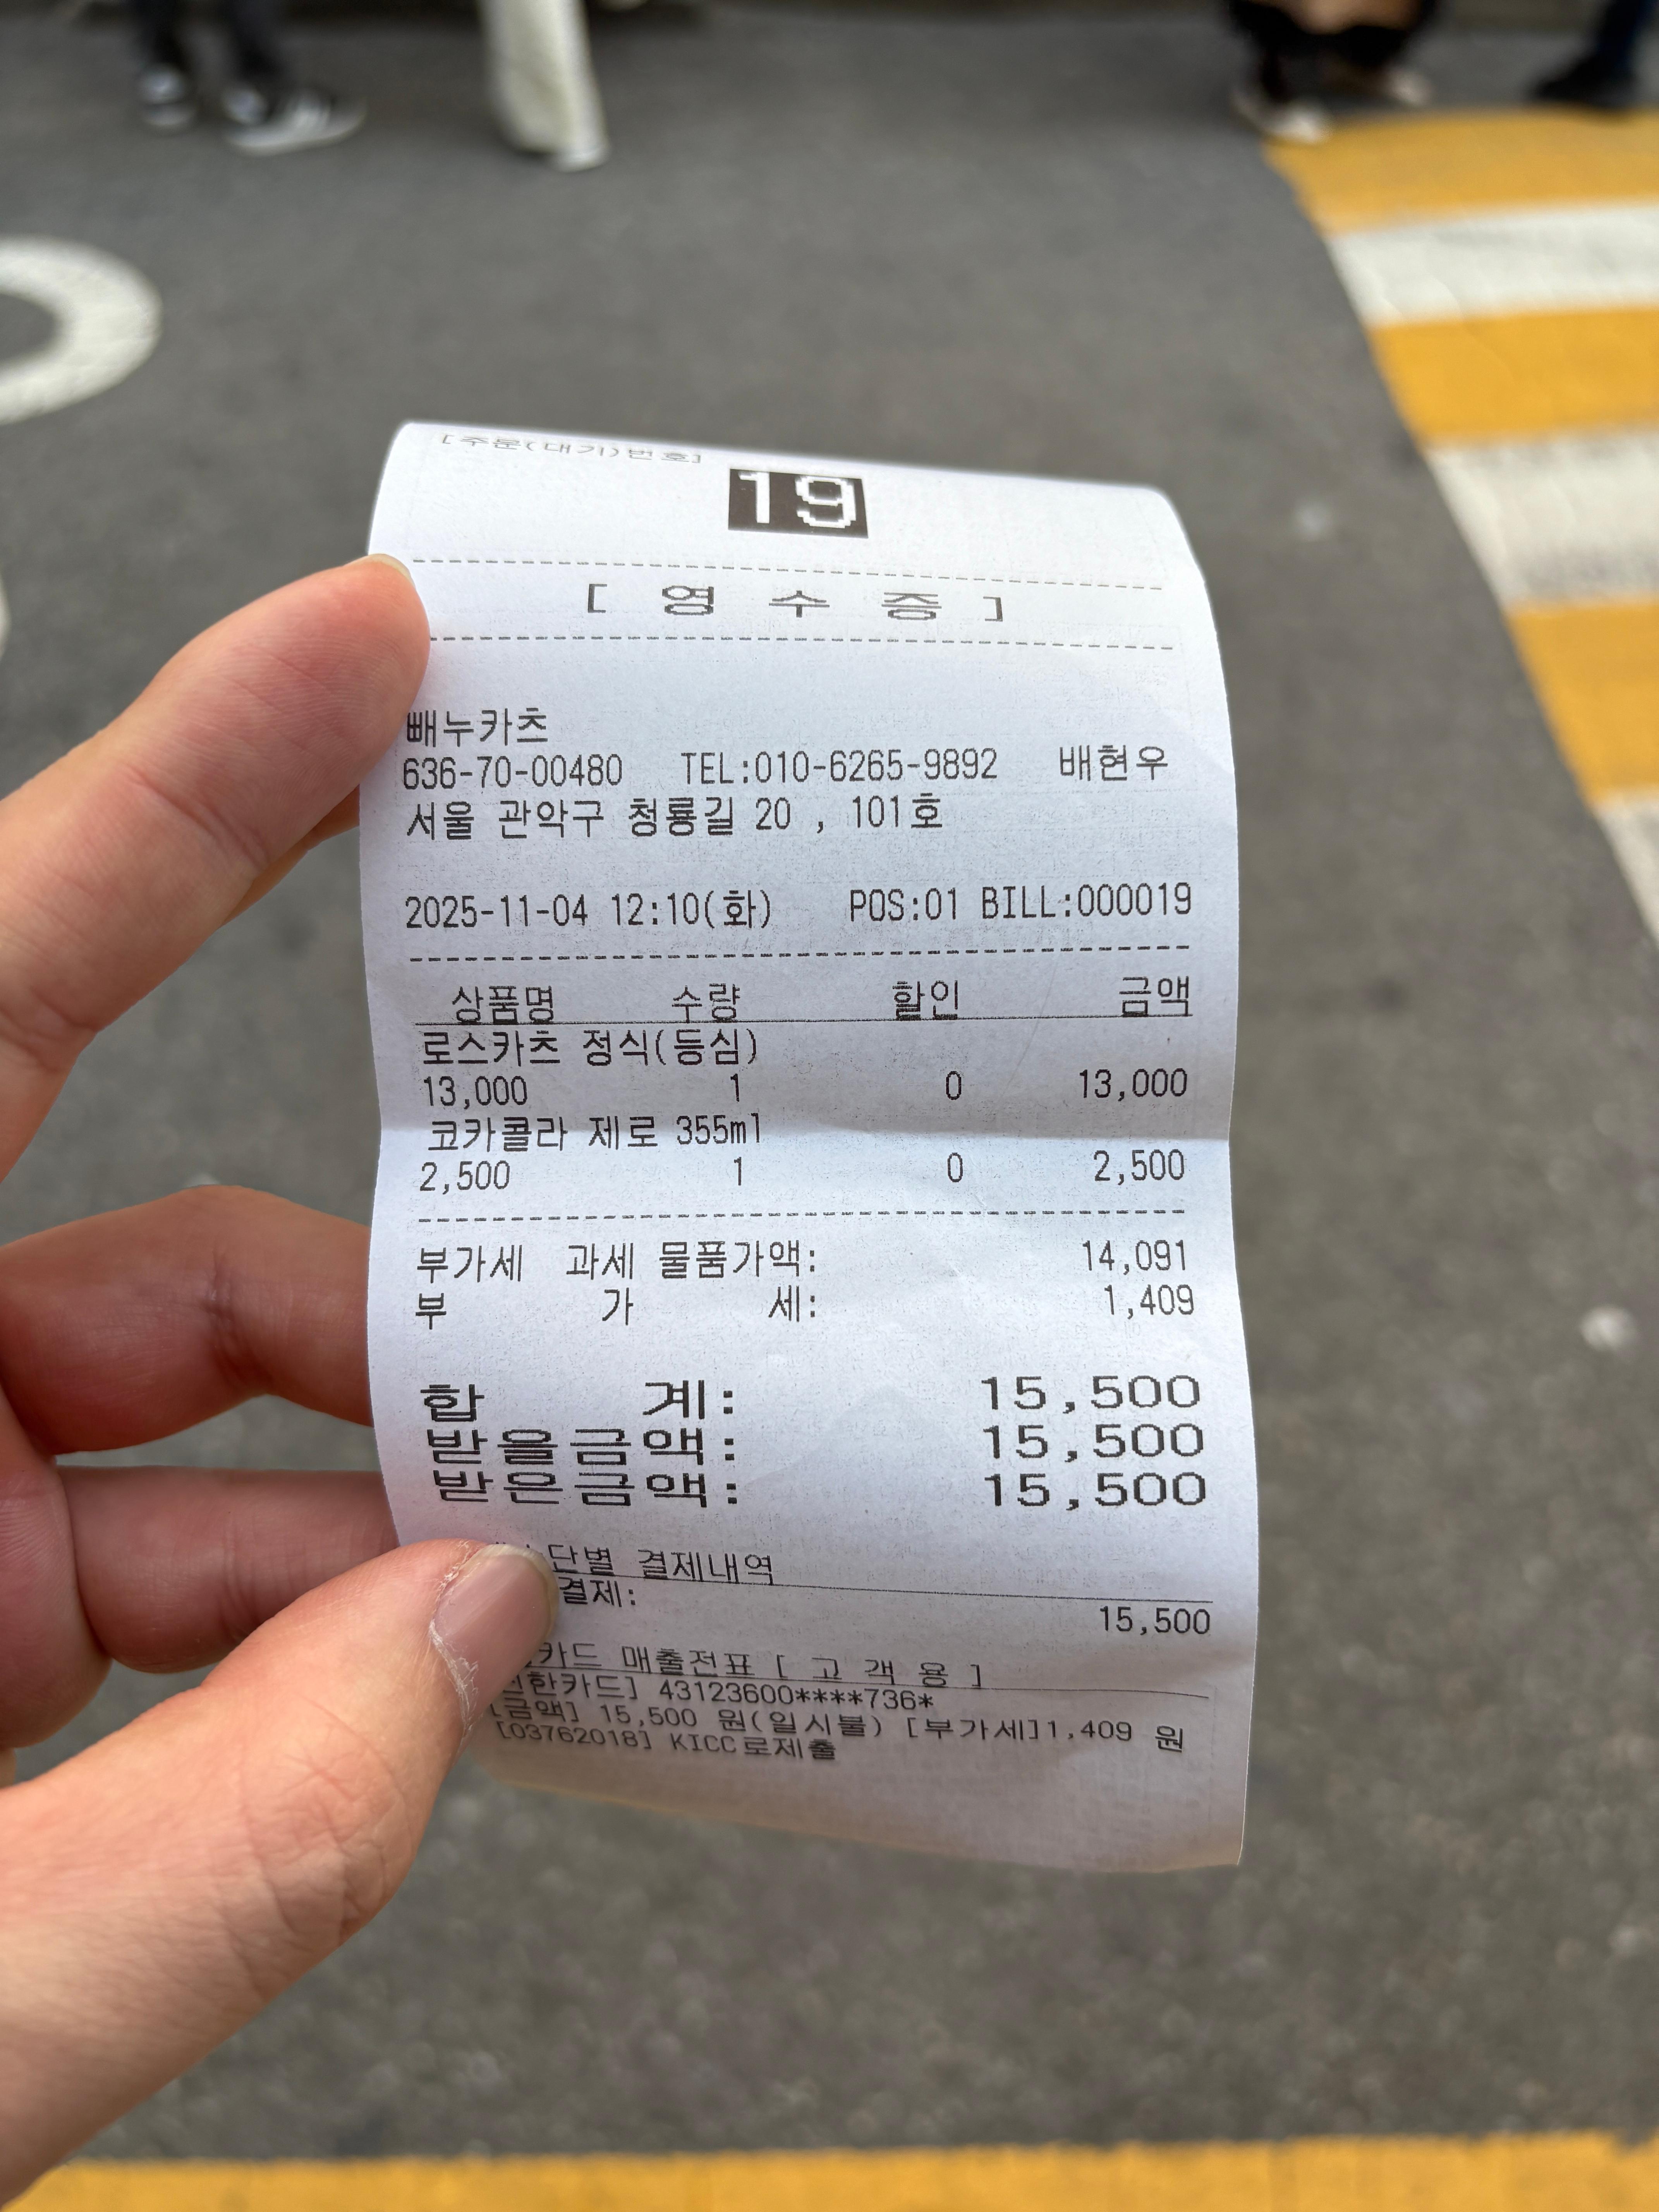 [주문(대기)번호]
19
[ 영 수 증 ]
빼누카츠
636-70-00480 TEL:010-6265-9892 배현우
서울 관악구 청룡길 20 , 101호
2025-11-04 12:10(화) POS:01 BILL:000019
상품명 수량 할인 금액
로스카츠 정식(등심)
13,000 1 0 13,000
코카콜라 제로 355ml
2,500 1 0 2,500
부가세 과세 물품가액: 14,091
부 가 세: 1,409
합 계: 15,500
받을금액: 15,500
받은금액: 15,500
결제내역
결제: 15,500
카드 매출전표 [ 고 객 용 ]
43123600****736*
[금액] 15,500 원(일시불) [부가세]1,409 원
[03762018] KICC로제출